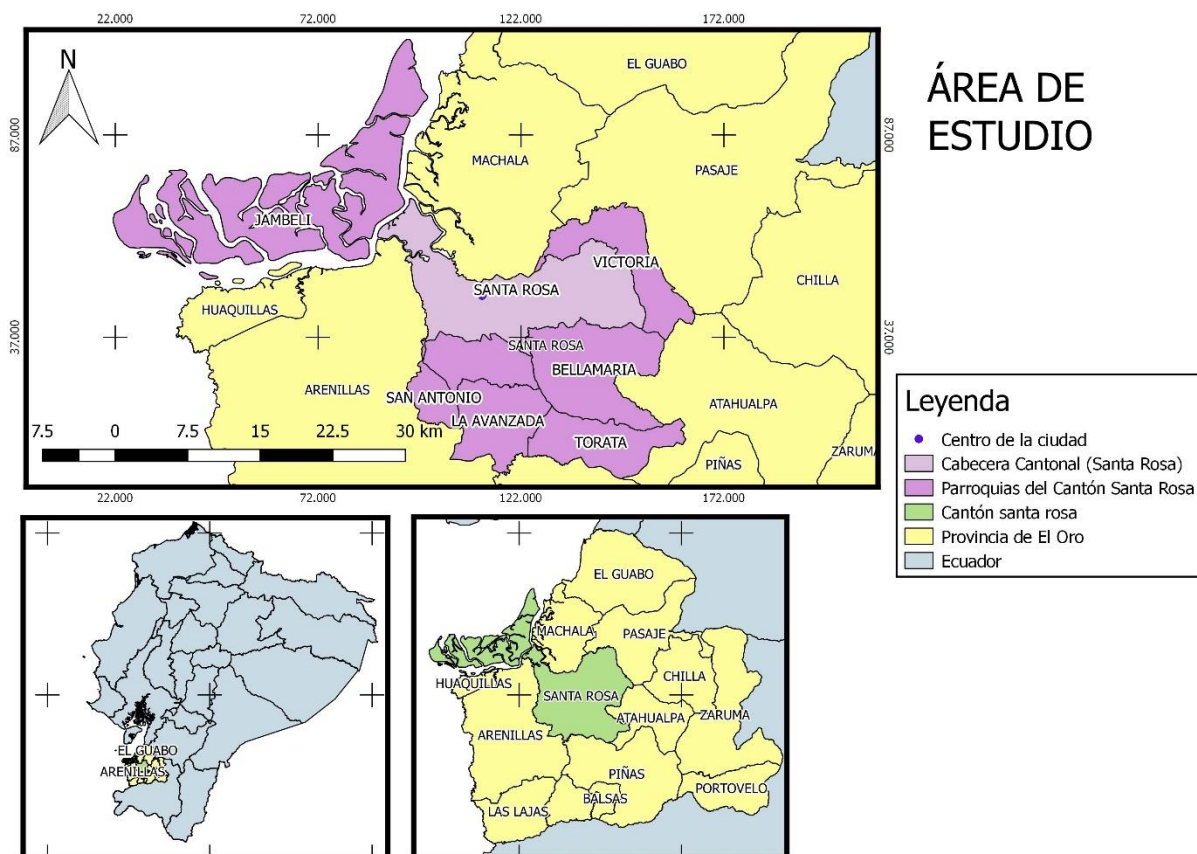 22.000 72.000 122.000 172.000
N
ÁREA DE
ESTUDIO
87.000
87.000
37.000
37.000
EL GUABO
MACHALA
PASAJE
JAMBELI
VICTORIA
CHILLA
SANTA ROSA
HUAQUILLAS
SANTA ROSA
BELLAMARIA
ARENILLAS
SAN ANTONIO
ATAHUALPA
LA AVANZADA
TORATA
PIÑAS
ZARUMA
7.5 0 7.5 15 22.5 30 km
22.000 72.000 122.000 172.000
Leyenda
Centro de la ciudad
Cabecera Cantonal (Santa Rosa)
Parroquias del Cantón Santa Rosa
Cantón santa rosa
Provincia de El Oro
Ecuador
EL GUABO
ARENILLAS
EL GUABO
MACHALA
PASAJE
CHILLA
HUAQUILLAS
SANTA ROSA
ATAHUALPA
ZARUMA
ARENILLAS
PIÑAS
PORTOVELO
BALSAS
LAS LAJAS